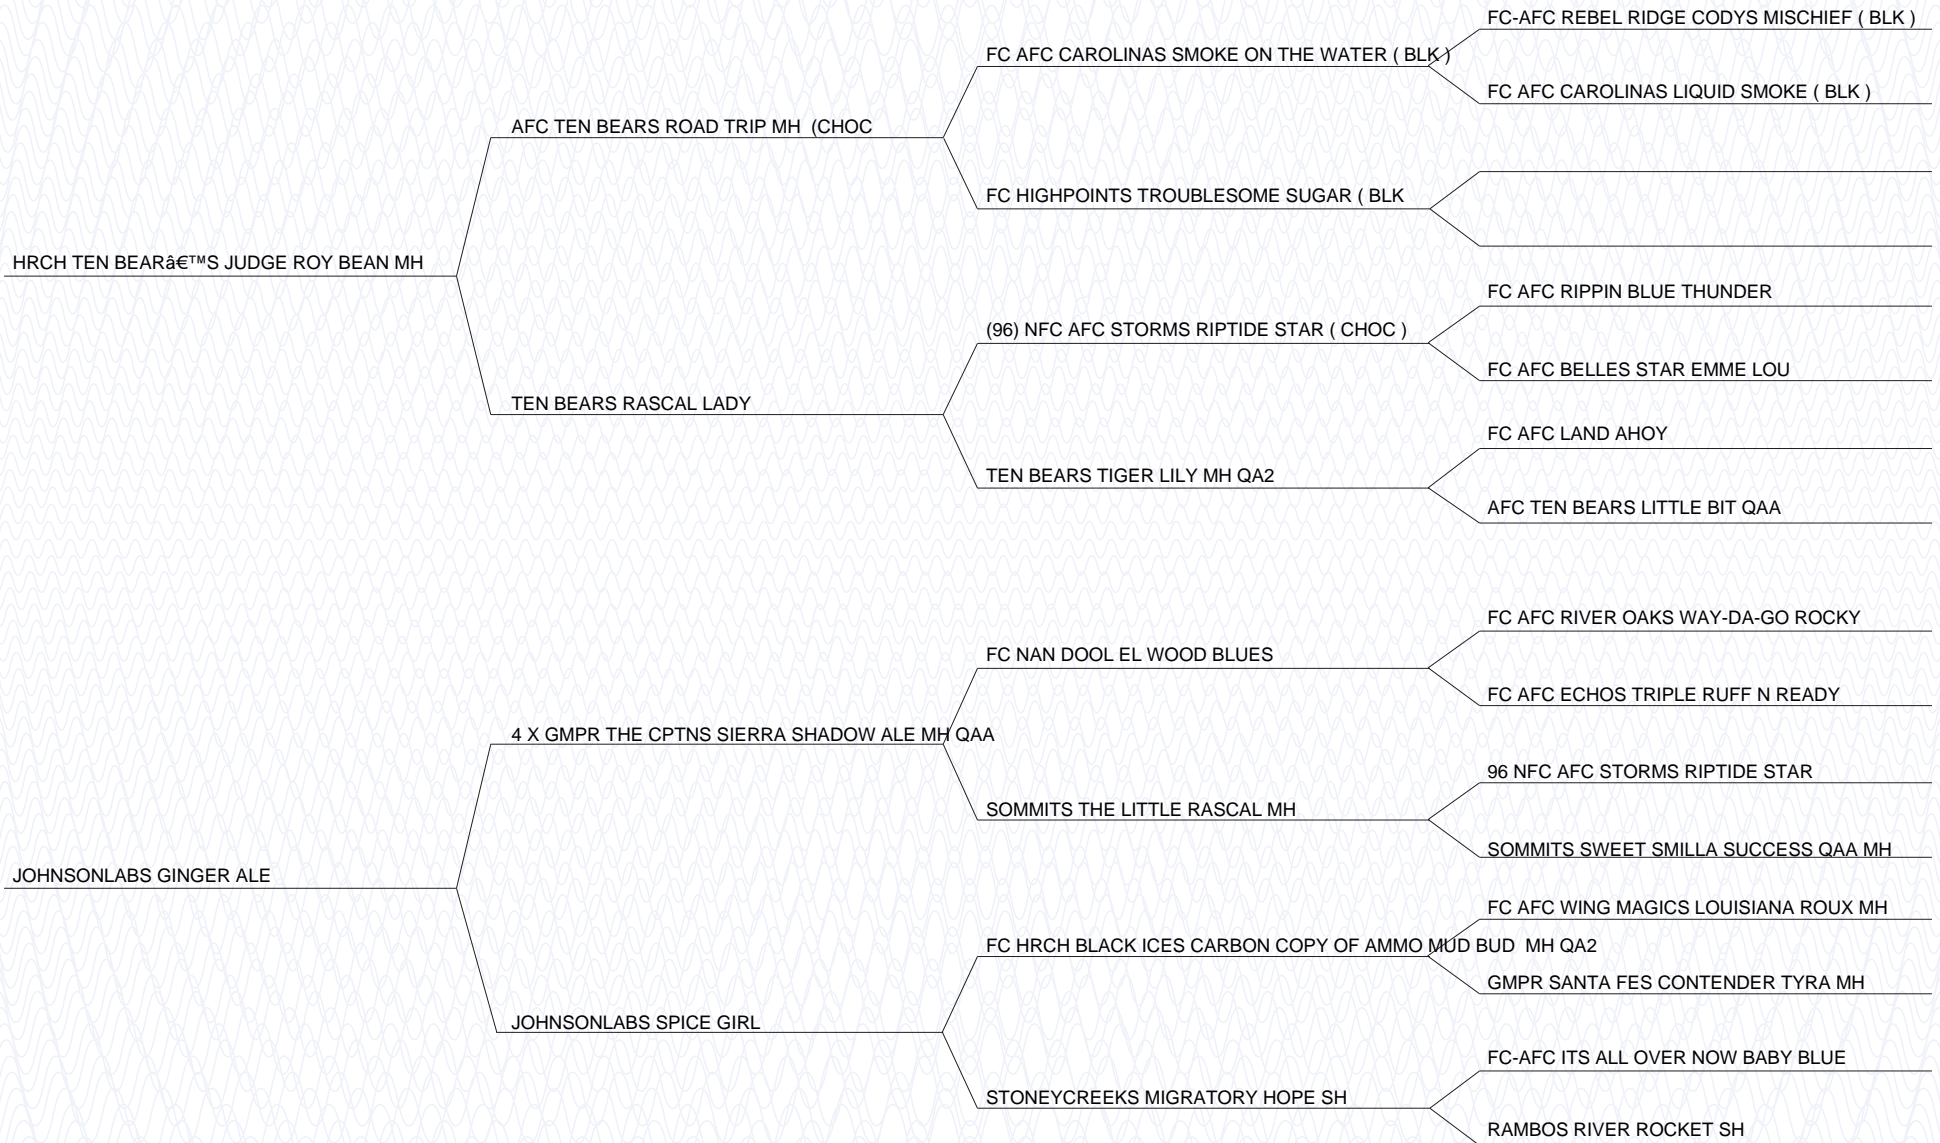 FC-AFC REBEL RIDGE CODYS MISCHIEF ( BLK )
FC AFC CAROLINAS SMOKE ON THE WATER ( BLK )
FC AFC CAROLINAS LIQUID SMOKE ( BLK )
AFC TEN BEARS ROAD TRIP MH (CHOC
FC HIGHPOINTS TROUBLESOME SUGAR ( BLK
HRCH TEN BEARâ€™S JUDGE ROY BEAN MH
FC AFC RIPPIN BLUE THUNDER
(96) NFC AFC STORMS RIPTIDE STAR ( CHOC )
FC AFC BELLES STAR EMME LOU
TEN BEARS RASCAL LADY
FC AFC LAND AHOY
TEN BEARS TIGER LILY MH QA2
AFC TEN BEARS LITTLE BIT QAA
FC AFC RIVER OAKS WAY-DA-GO ROCKY
FC NAN DOOL EL WOOD BLUES
FC AFC ECHOS TRIPLE RUFF N READY
4 X GMPR THE CPTNS SIERRA SHADOW ALE MH QAA
96 NFC AFC STORMS RIPTIDE STAR
SOMMITS THE LITTLE RASCAL MH
SOMMITS SWEET SMILLA SUCCESS QAA MH
JOHNSONLABS GINGER ALE
FC AFC WING MAGICS LOUISIANA ROUX MH
FC HRCH BLACK ICES CARBON COPY OF AMMO MUD BUD MH QA2
GMPR SANTA FES CONTENDER TYRA MH
JOHNSONLABS SPICE GIRL
FC-AFC ITS ALL OVER NOW BABY BLUE
STONEYCREEKS MIGRATORY HOPE SH
RAMBOS RIVER ROCKET SH